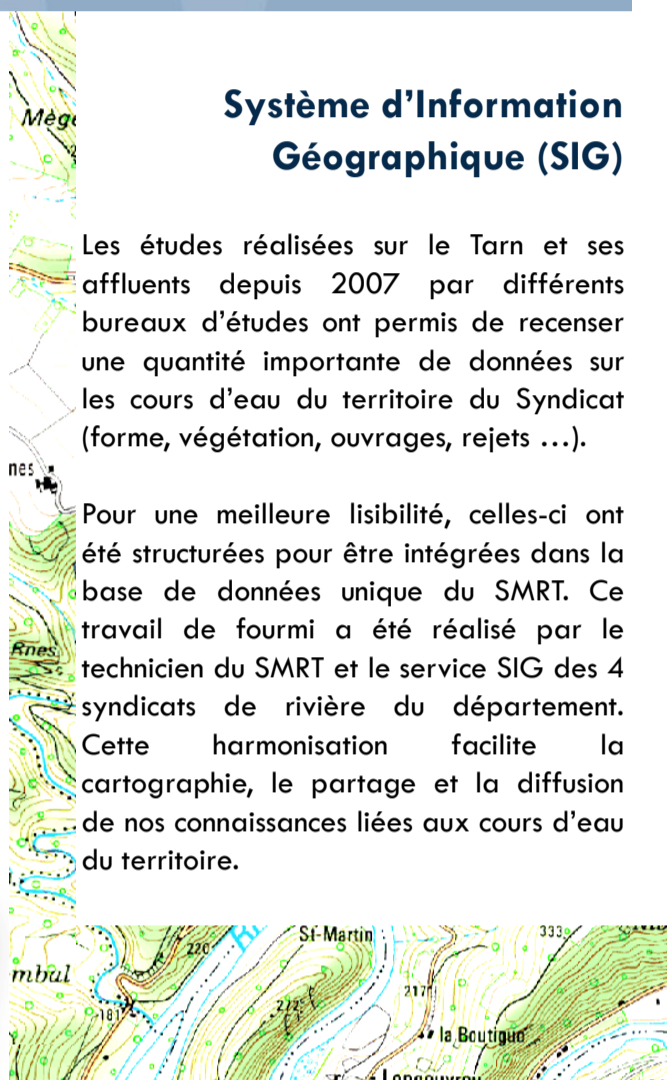 Mège
Système d'Information
Géographique (SIG)
Les études réalisées sur le Tarn et ses
affluents depuis 2007 par différents
bureaux d'études ont permis de recenser
une quantité importante de données sur
les cours d'eau du territoire du Syndicat
(forme, végétation, ouvrages, rejets ...).
nes
Pour une meilleure lisibilité, celles-ci ont
été structurées pour être intégrées dans la
base de données unique du SMRT. Ce
travail de fourmi a été réalisé par le
technicien du SMRT et le service SIG des 4
syndicats de rivière du département.
Cette harmonisation facilite la
cartographie, le partage et la diffusion
de nos connaissances liées aux cours d'eau
du territoire.
St-Martin
333
220
mbal
217
181
la Boutigue